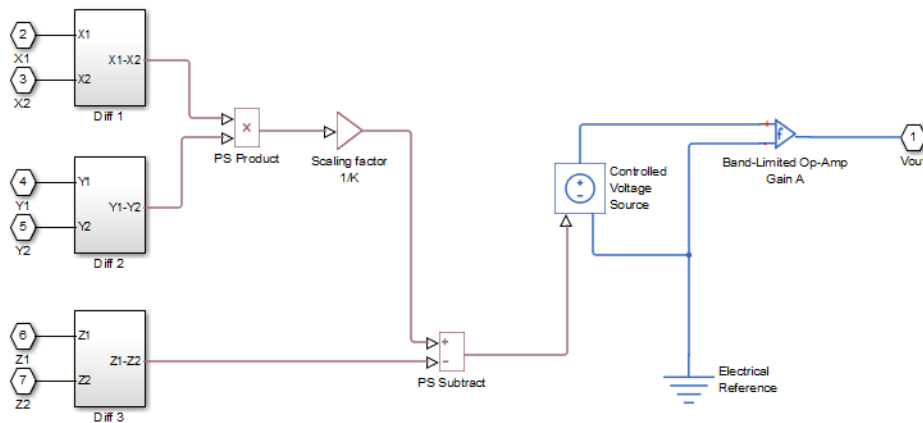 2
X1
X1
3
X2
X2
X1-X2
Diff 1
4
Y1
Y1
5
Y2
Y2
Y1-Y2
Diff 2
×
PS Product
Scaling factor
1/K
6
Z1
Z1
7
Z2
Z2
Z1-Z2
Diff 3
+
−
PS Subtract
+
−
Controlled
Voltage
Source
+
-
f
Band-Limited Op-Amp
Gain A
1
Vout
Electrical
Reference